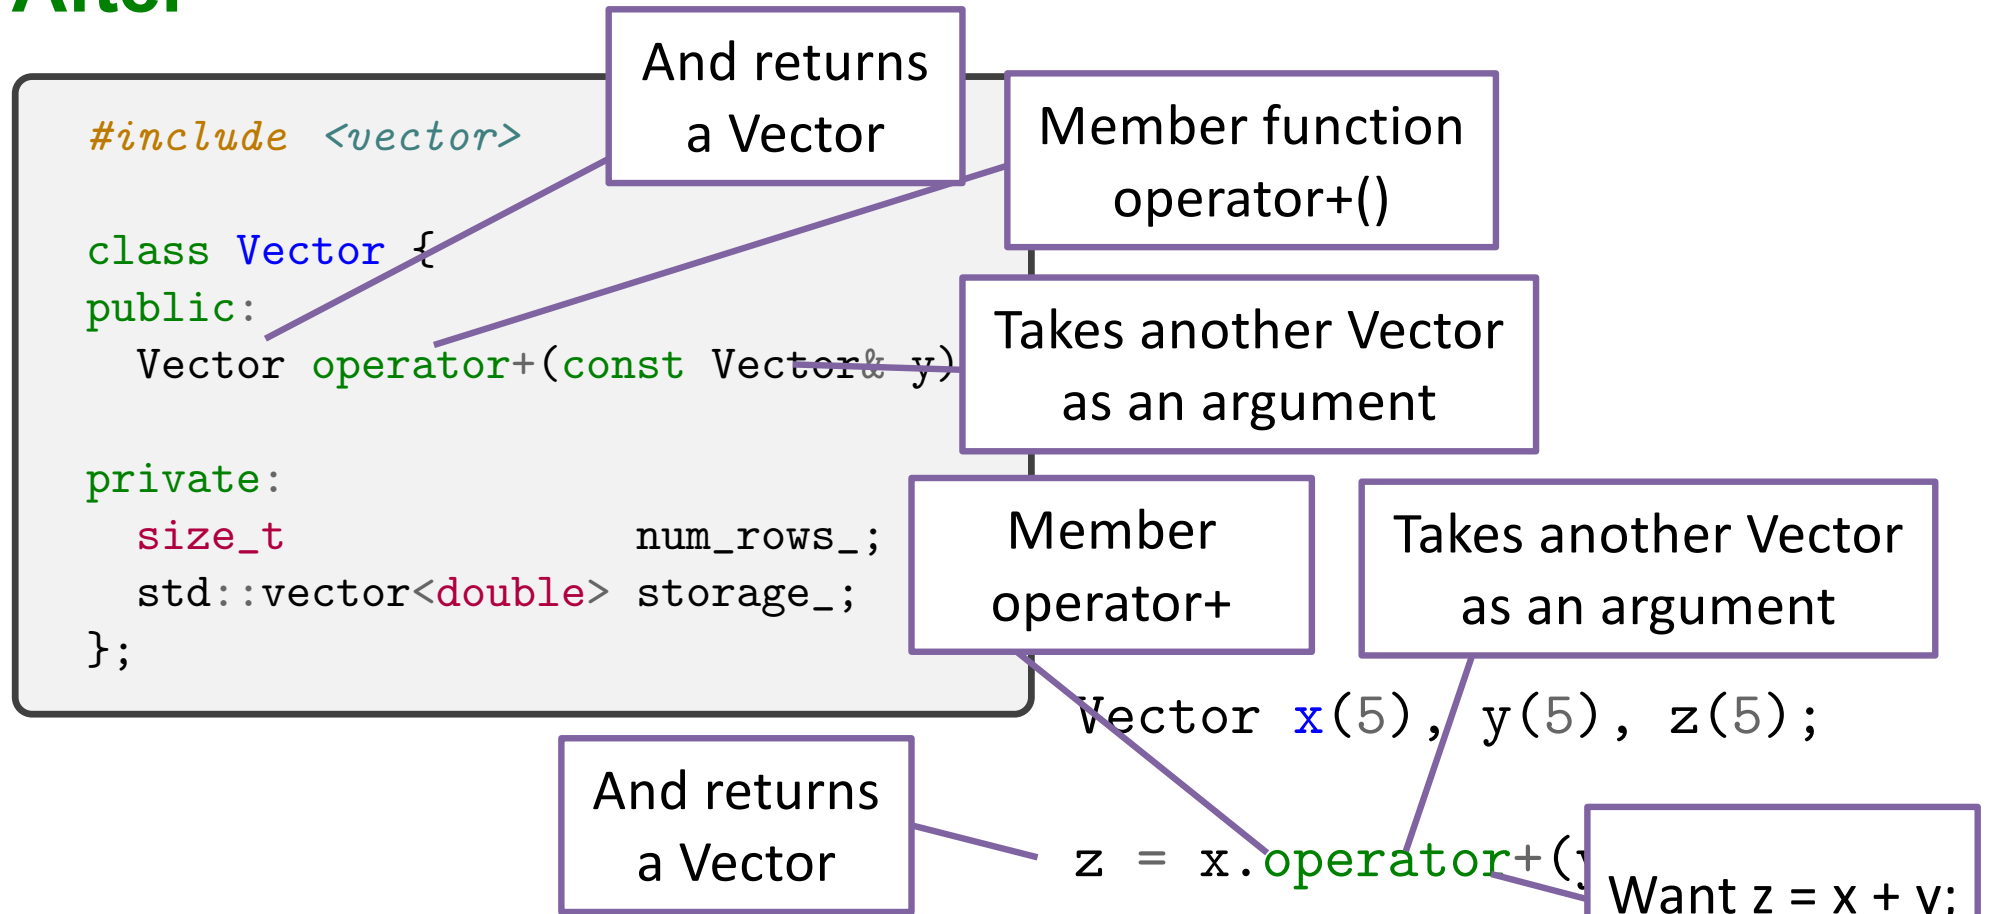 After
And returns
a Vector
Member function
operator+()
#include <vector>
class Vector {
public:
Vector operator+(const Vector& y)
Takes another Vector
as an argument
private:
size_t num_rows_;
std::vector<double> storage_;
};
Member
operator+
Takes another Vector
as an argument
Vector x(5), y(5), z(5);
And returns
a Vector
z = x.operator+(y
Want z = x + y;